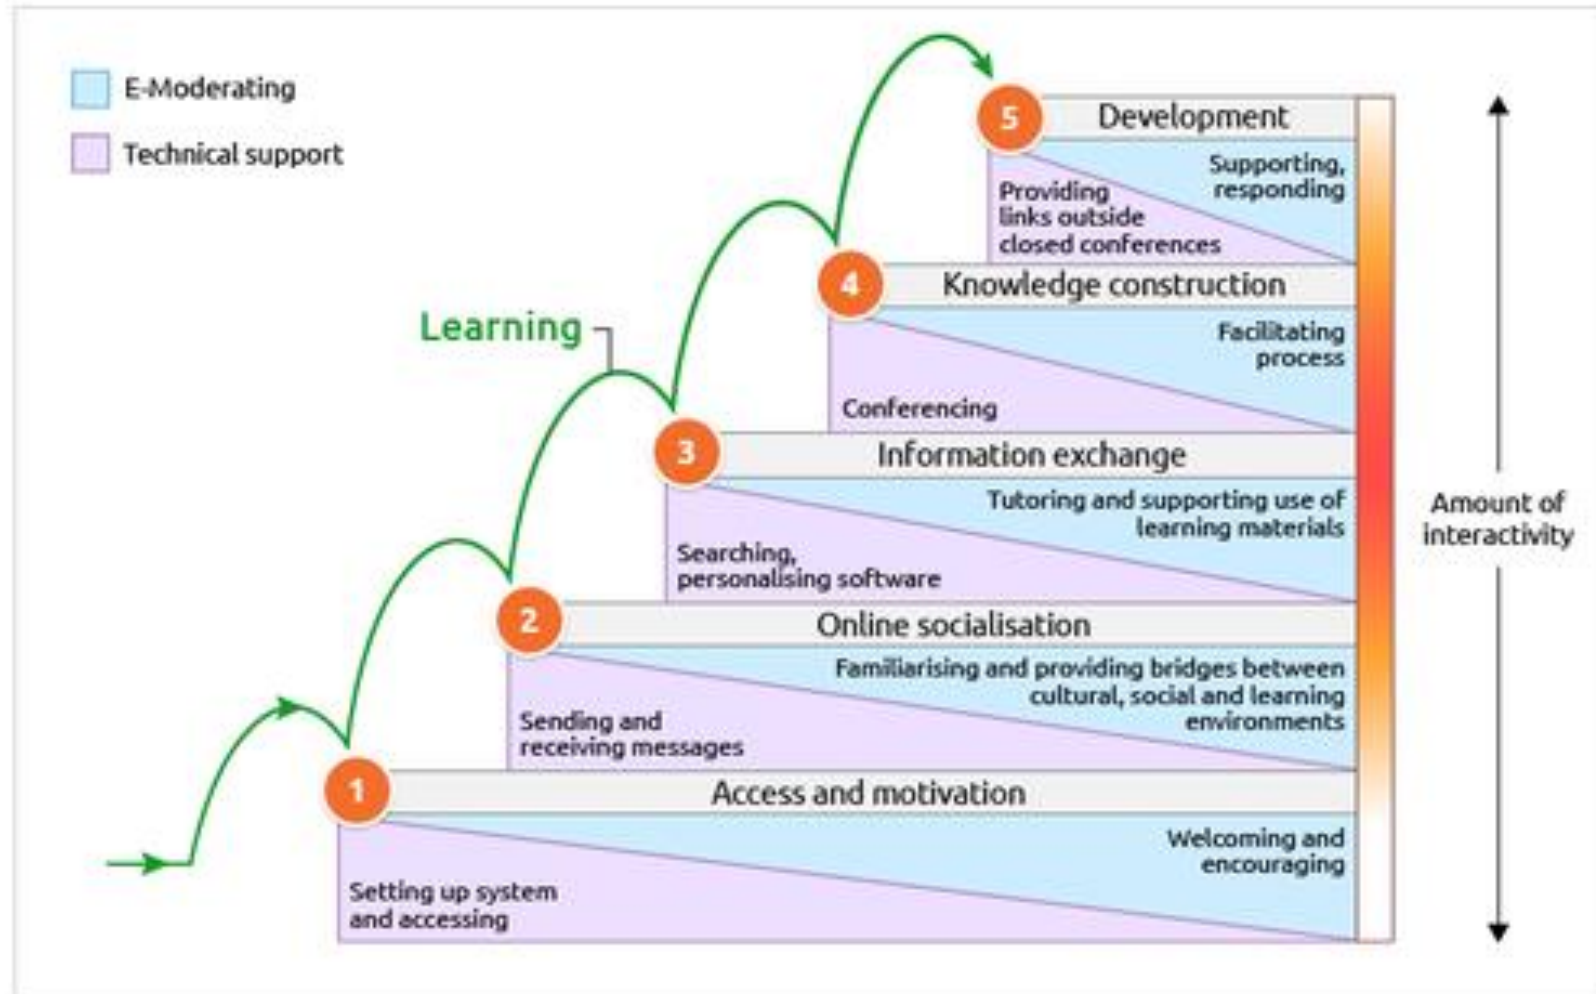 E-Moderating
Technical support
Learning
5
Development
Supporting,
responding
Providing
links outside
closed conferences
4
Knowledge construction
Facilitating
process
Conferencing
3
Information exchange
Tutoring and supporting use of
learning materials
Searching,
personalising software
2
Online socialisation
Familiarising and providing bridges between
cultural, social and learning
environments
Sending and
receiving messages
1
Access and motivation
Welcoming and
encouraging
Setting up system
and accessing
Amount of
interactivity